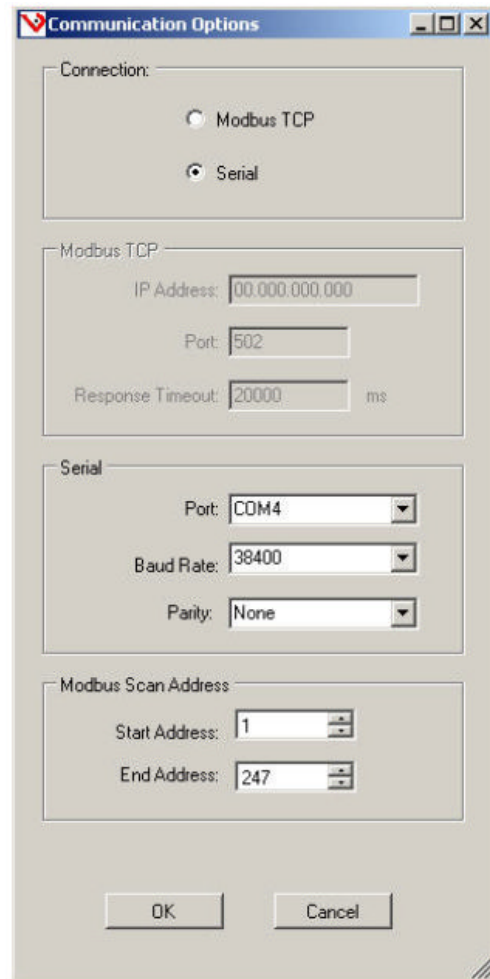 Communication Options
Connection:
Modbus TCP
Serial
Modbus TCP
IP Address: 00.000.000.000
Port: 502
Response Timeout: 20000 ms
Serial
Port: COM4
Baud Rate: 38400
Parity: None
Modbus Scan Address
Start Address: 1
End Address: 247
OK Cancel